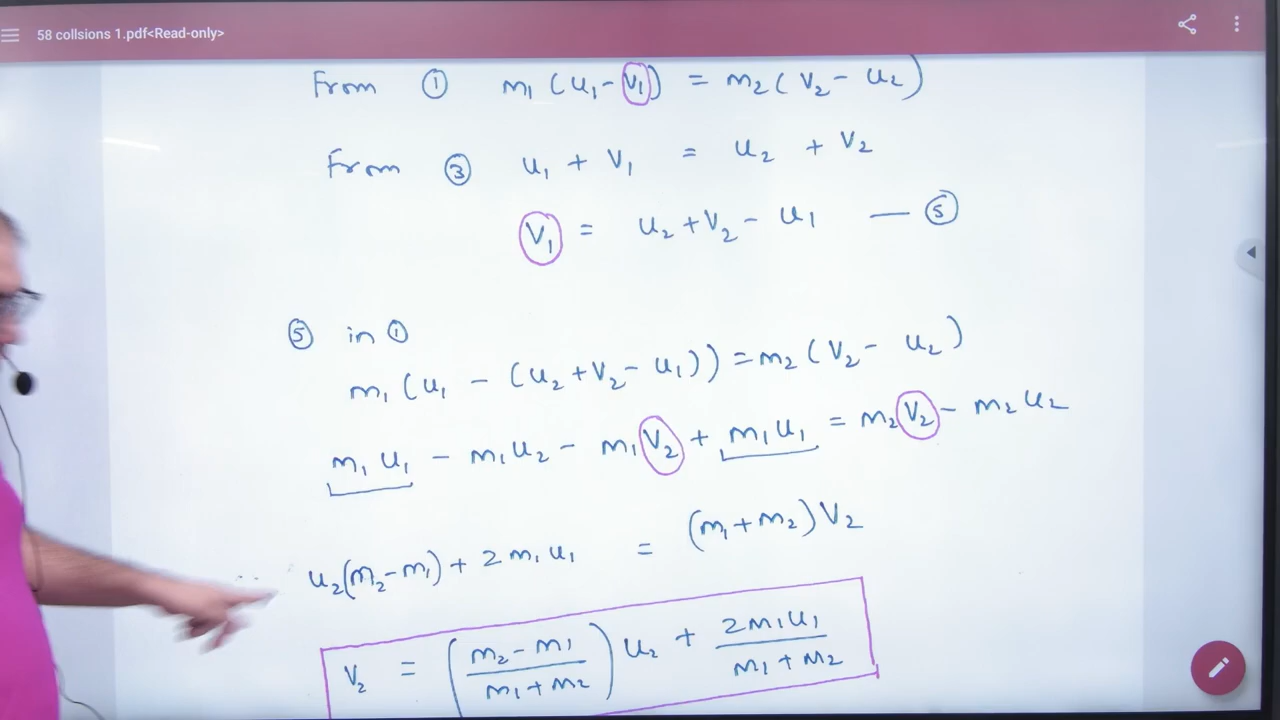 58 collsions 1.pdf<Read-only>
From ① m₁ (u₁ - v₁) = m₂ ( v₂ - u₂ )
From ③ u₁ + v₁ = u₂ + v₂
v₁ = u₂ + v₂ - u₁ — ⑤
⑤ in ①
m₁ (u₁ - (u₂ + v₂ - u₁)) = m₂ ( v₂ - u₂ )
m₁ u₁ - m₁ u₂ - m₁ v₂ + m₁ u₁ = m₂ v₂ - m₂ u₂
u₂(m₂ - m₁) + 2 m₁ u₁ = (m₁ + m₂) v₂
v₂ = ( (m₂ - m₁) / (m₁ + m₂) ) u₂ + (2 m₁ u₁) / (m₁ + m₂)